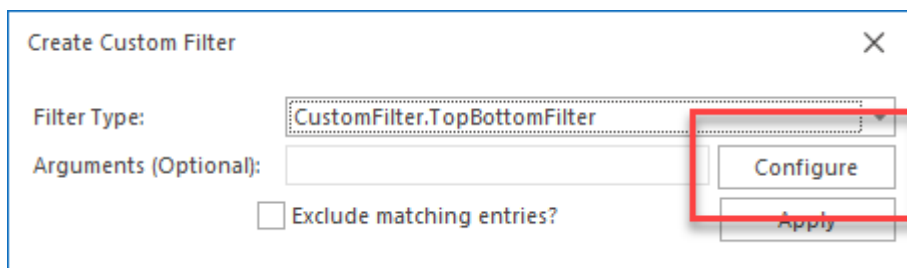 Create Custom Filter
Filter Type: CustomFilter.TopBottomFilter
Arguments (Optional): Configure
Exclude matching entries? Apply